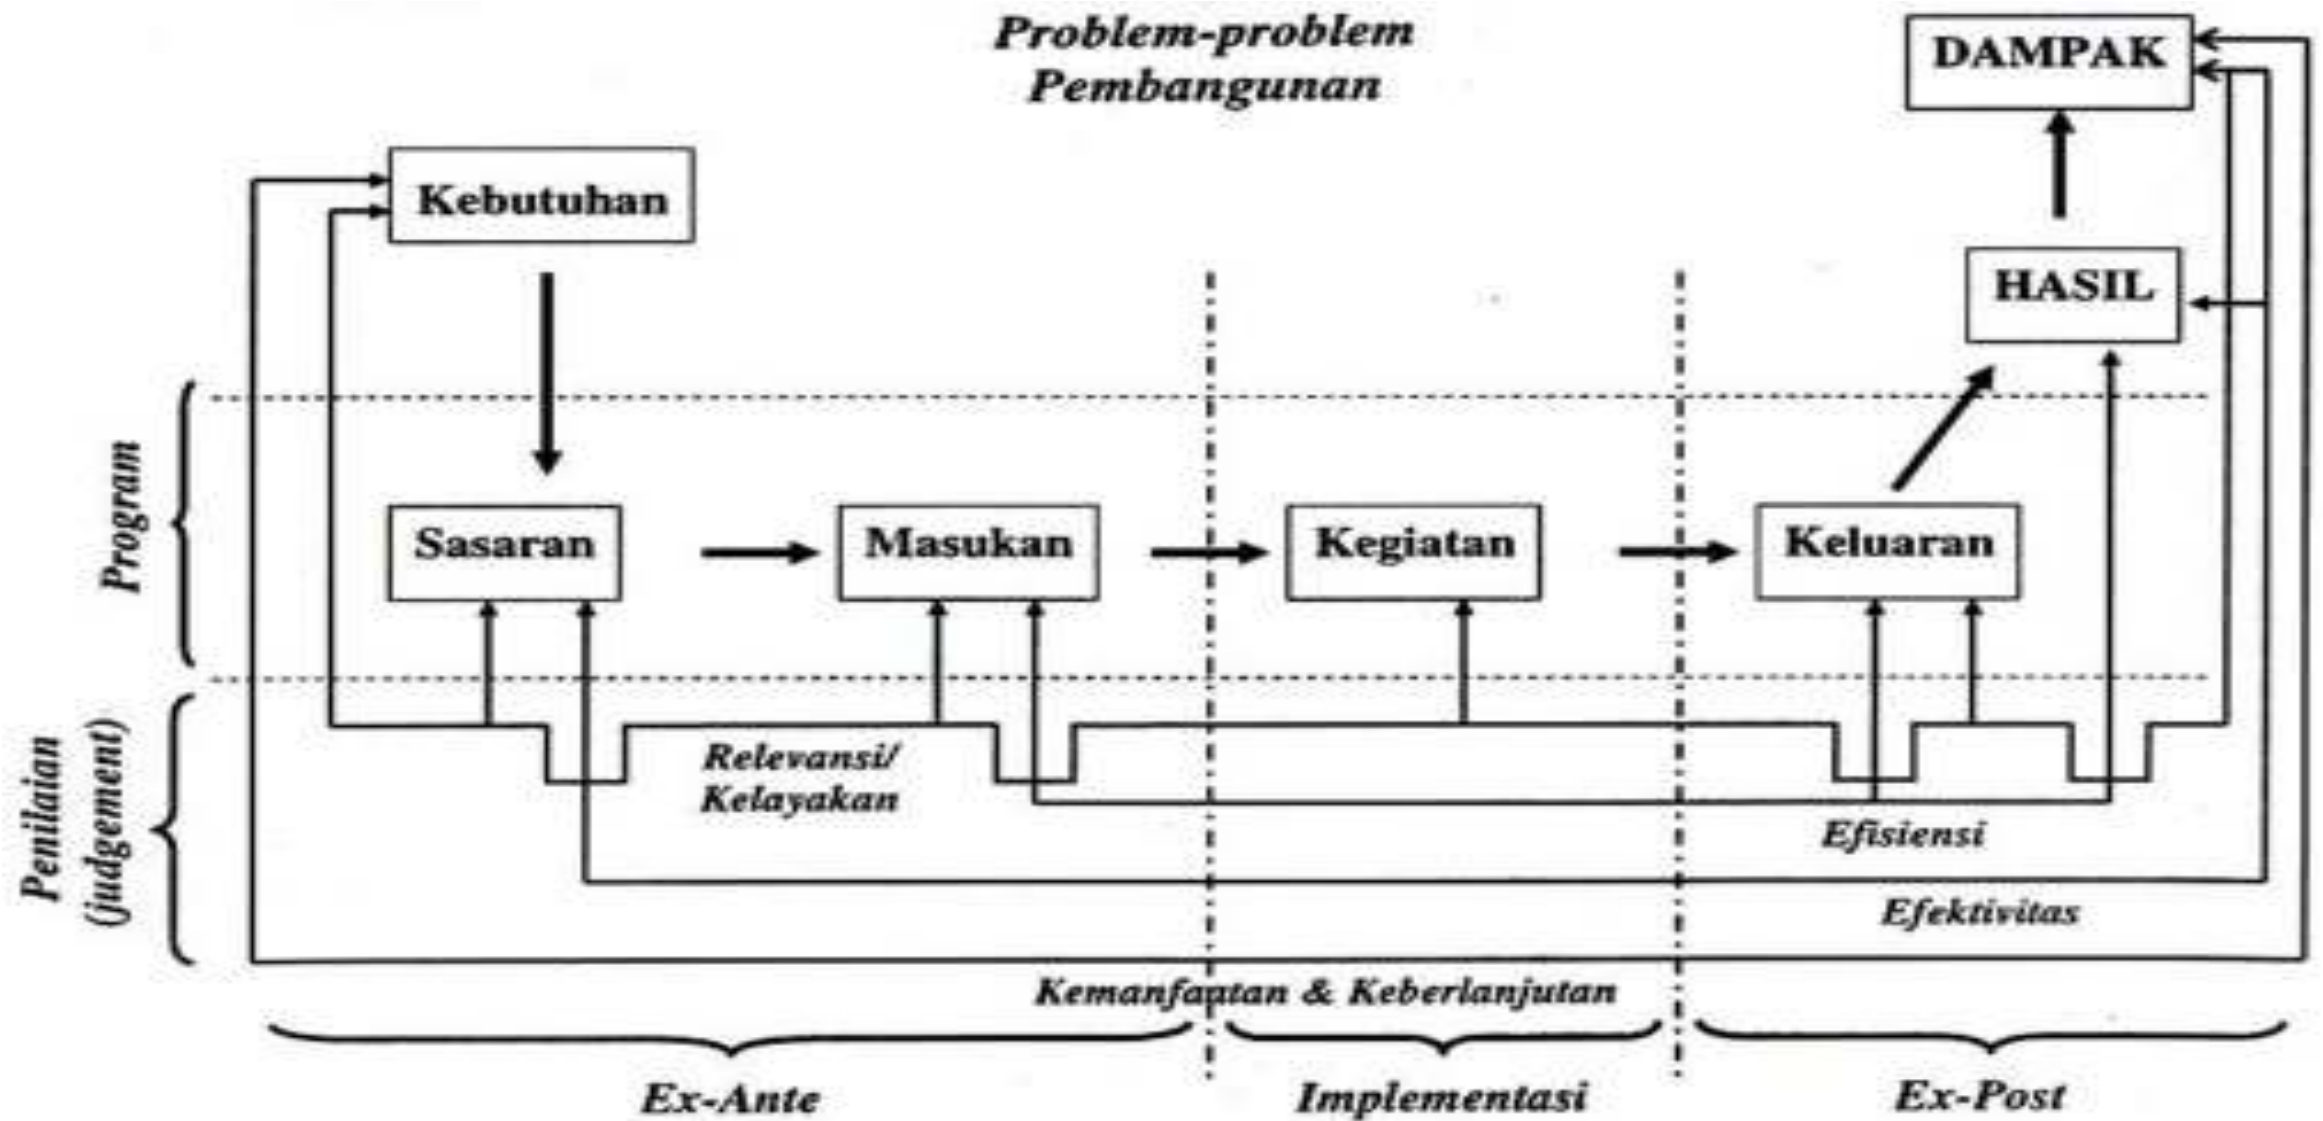 Problem-problem
Pembangunan
DAMPAK
Kebutuhan
HASIL
Program
Sasaran
Masukan
Kegiatan
Keluaran
Penilaian
(judgement)
Relevansi/
Kelayakan
Efisiensi
Efektivitas
Kemanfaatan & Keberlanjutan
Ex-Ante
Implementasi
Ex-Post